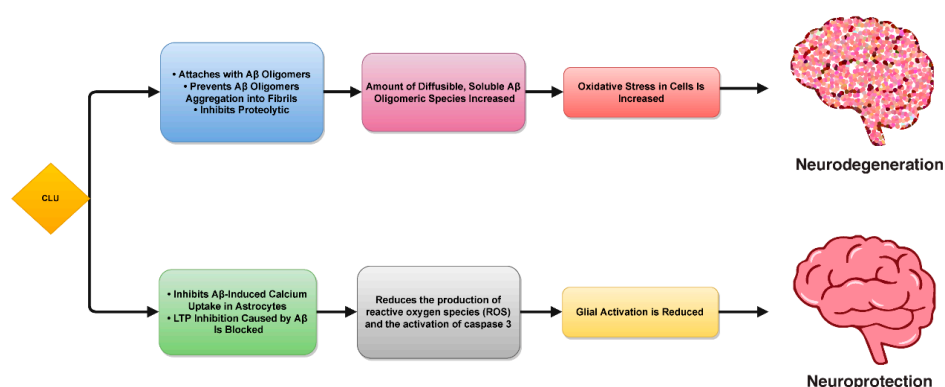 • Attaches with Aβ Oligomers
• Prevents Aβ Oligomers
Aggregation into Fibrils
• Inhibits Proteolytic
Amount of Diffusible, Soluble Aβ
Oligomeric Species Increased
Oxidative Stress in Cells Is
Increased
Neurodegeneration
CLU
• Inhibits Aβ-Induced Calcium
Uptake in Astrocytes
• LTP Inhibition Caused by Aβ
Is Blocked
Reduces the production of
reactive oxygen species (ROS)
and the activation of caspase 3
Glial Activation is Reduced
Neuroprotection